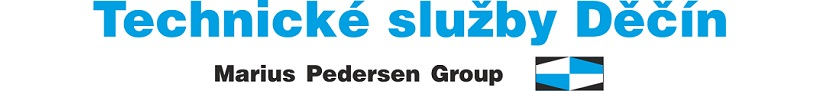 Technické služby Děčín
Marius Pedersen Group